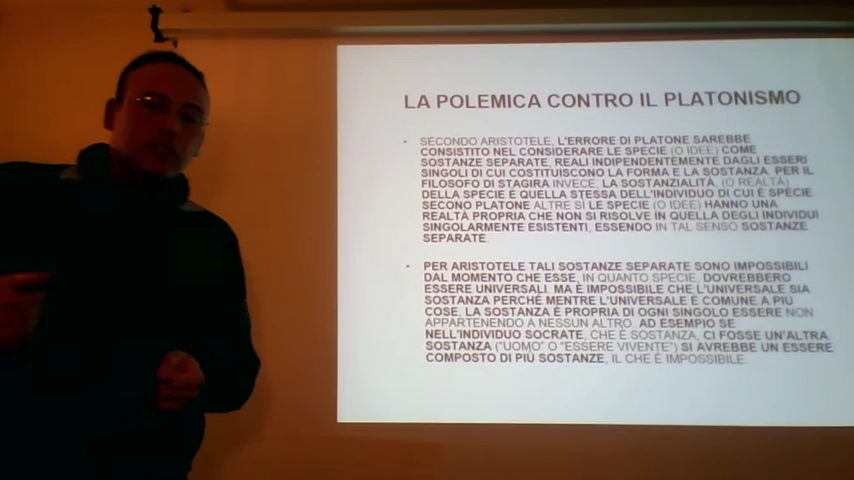 LA POLEMICA CONTRO IL PLATONISMO
• SECONDO ARISTOTELE, L'ERRORE DI PLATONE SAREBBE
CONSISTITO NEL CONSIDERARE LE SPECIE (O IDEE) COME
SOSTANZE SEPARATE, REALI INDIPENDENTEMENTE DAGLI ESSERI
SINGOLI DI CUI COSTITUISCONO LA FORMA E LA SOSTANZA. PER IL
FILOSOFO DI STAGIRA INVECE, LA SOSTANZIALITÀ, (O REALTÀ)
DELLA SPECIE È QUELLA STESSA DELL'INDIVIDUO DI CUI È SPECIE.
SECONO PLATONE ALTRE SÌ LE SPECIE (O IDEE) HANNO UNA
REALTÀ PROPRIA CHE NON SI RISOLVE IN QUELLA DEGLI INDIVIDUI
SINGOLARMENTE ESISTENTI, ESSENDO IN TAL SENSO SOSTANZE
SEPARATE.
• PER ARISTOTELE TALI SOSTANZE SEPARATE SONO IMPOSSIBILI
DAL MOMENTO CHE ESSE, IN QUANTO SPECIE, DOVREBBERO
ESSERE UNIVERSALI. MA È IMPOSSIBILE CHE L'UNIVERSALE SIA
SOSTANZA PERCHÉ MENTRE L'UNIVERSALE È COMUNE A PIÙ
COSE, LA SOSTANZA È PROPRIA DI OGNI SINGOLO ESSERE NON
APPARTENENDO A NESSUN ALTRO. AD ESEMPIO SE
NELL'INDIVIDUO SOCRATE, CHE È SOSTANZA, CI FOSSE UN'ALTRA
SOSTANZA ("UOMO" O "ESSERE VIVENTE") SI AVREBBE UN ESSERE
COMPOSTO DI PIÙ SOSTANZE, IL CHE È IMPOSSIBILE.